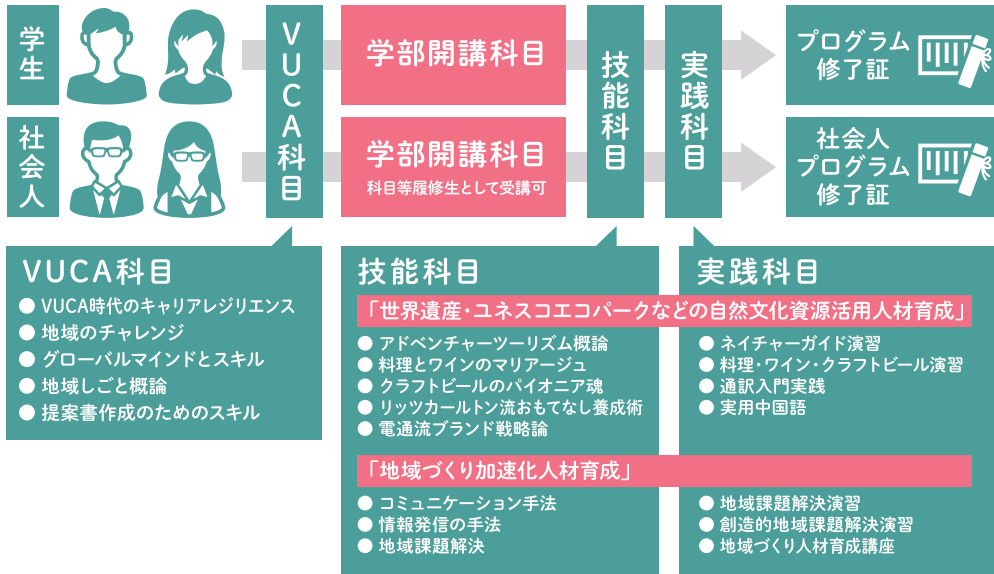 学生
VUCA科目
学部開講科目
技能科目
実践科目
プログラム
修了証
社会人
学部開講科目
科目等履修生として受講可
社会人
プログラム
修了証
VUCA科目
● VUCA時代のキャリアレジリエンス
● 地域のチャレンジ
● グローバルマインドとスキル
● 地域しごと概論
● 提案書作成のためのスキル
技能科目
実践科目
「世界遺産・ユネスコエコパークなどの自然文化資源活用人材育成」
● アドベンチャーツーリズム概論
● 料理とワインのマリアージュ
● クラフトビールのパイオニア魂
● リッツカールトン流おもてなし養成術
● 電通流ブランド戦略論
● ネイチャーガイド演習
● 料理・ワイン・クラフトビール演習
● 通訳入門実践
● 実用中国語
「地域づくり加速化人材育成」
● コミュニケーション手法
● 情報発信の手法
● 地域課題解決
● 地域課題解決演習
● 創造的地域課題解決演習
● 地域づくり人材育成講座